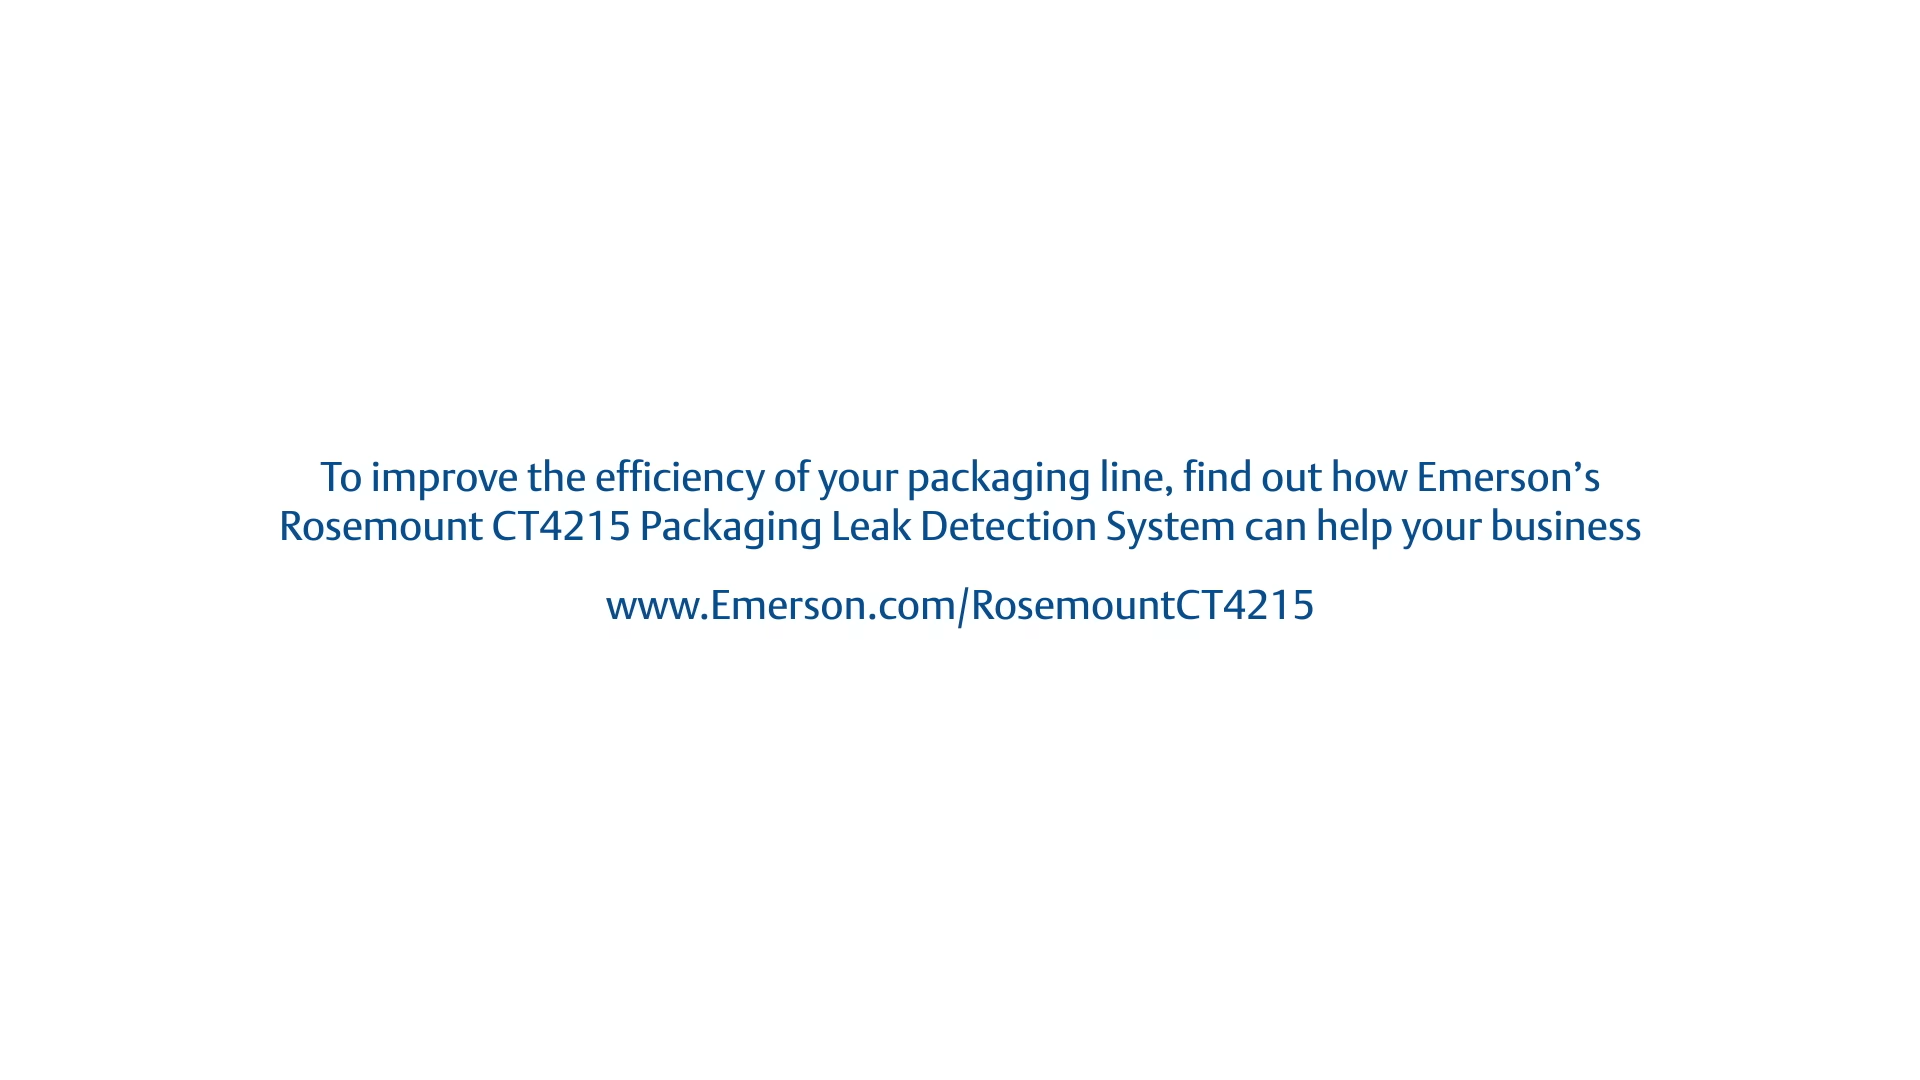 To improve the efficiency of your packaging line, find out how Emerson’s
Rosemount CT4215 Packaging Leak Detection System can help your business
www.Emerson.com/RosemountCT4215